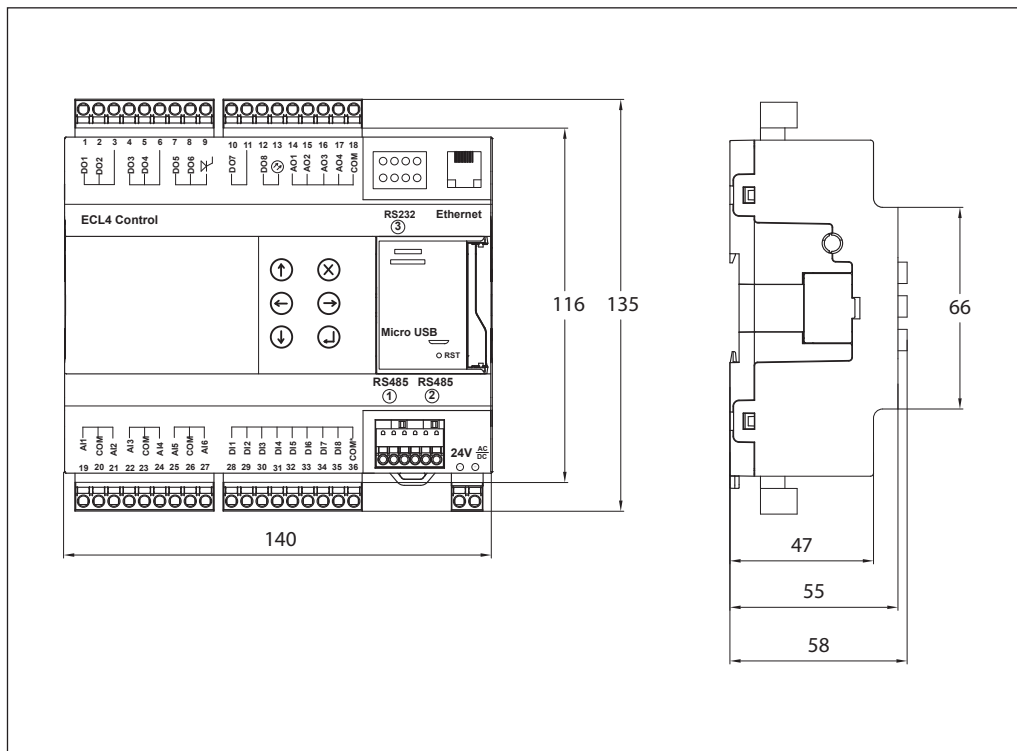 1 2 3 4 5 6 7 8 9 10 11 12 13 14 15 16 17 18
DO1 DO2 DO3 DO4 DO5 DO6 DO7 DO8 AO1 AO2 AO3 AO4 COM
ECL4 Control
RS232 Ethernet
3
116 135
66
Micro USB
RST
RS485 RS485
1 2
AI1 COM AI2 AI3 COM AI4 AI5 COM AI6 DI1 DI2 DI3 DI4 DI5 DI6 DI7 DI8 COM'
24V AC DC
19 20 21 22 23 24 25 26 27 28 29 30 31 32 33 34 35 36
140
47
55
58